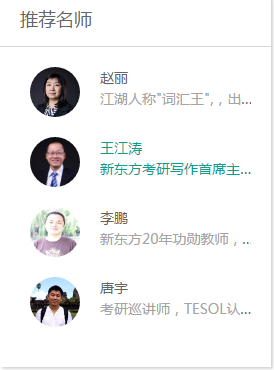 推荐名师
赵丽
江湖人称"词汇王"，，出...
王江涛
新东方考研写作首席主...
李鹏
新东方20年功勋教师，...
唐宇
考研巡讲师，TESOL认...